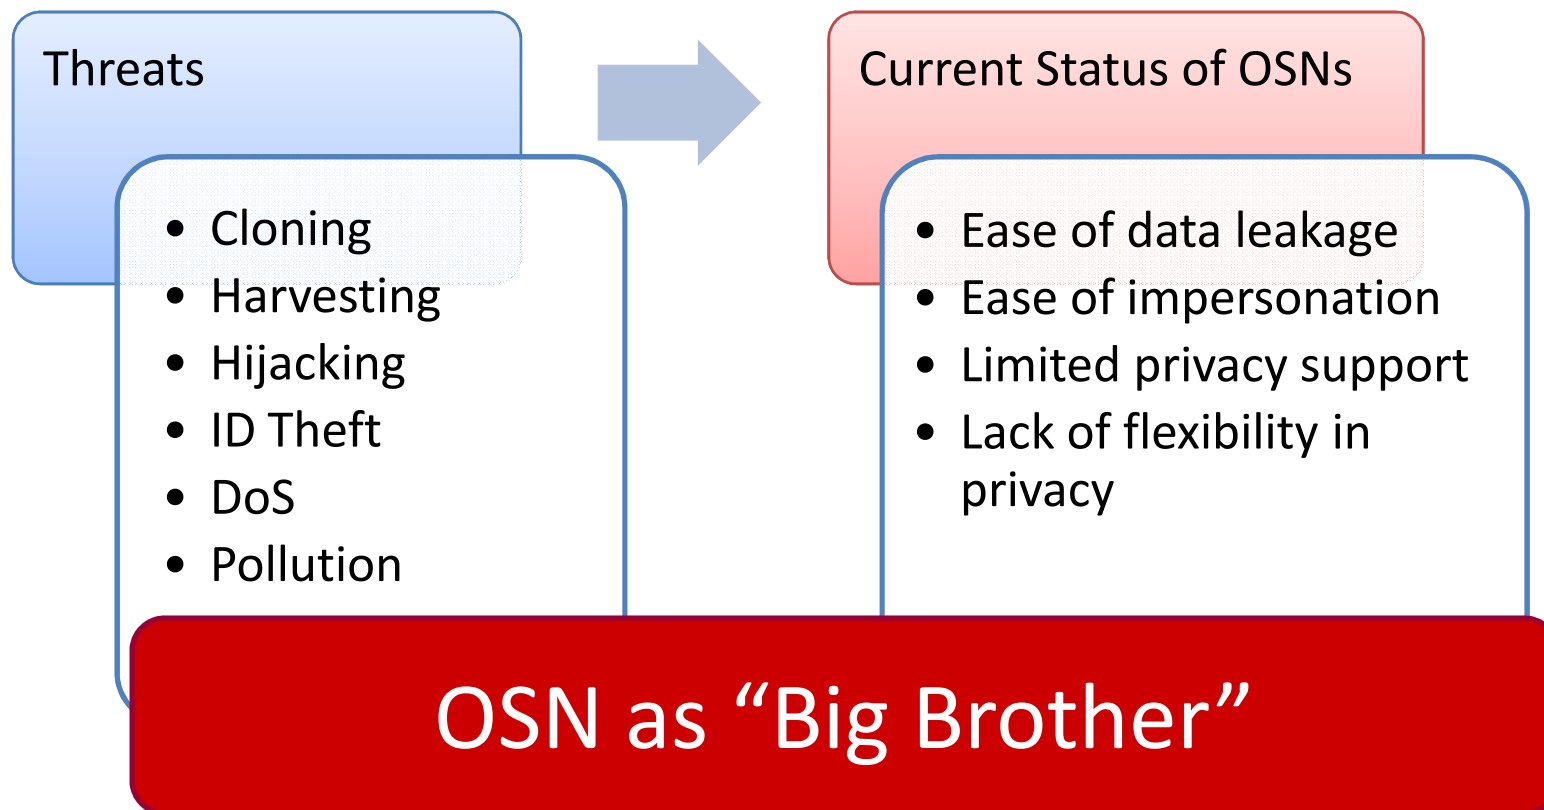 Threats
• Cloning
• Harvesting
• Hijacking
• ID Theft
• DoS
• Pollution
Current Status of OSNs
• Ease of data leakage
• Ease of impersonation
• Limited privacy support
• Lack of flexibility in
privacy
OSN as “Big Brother”